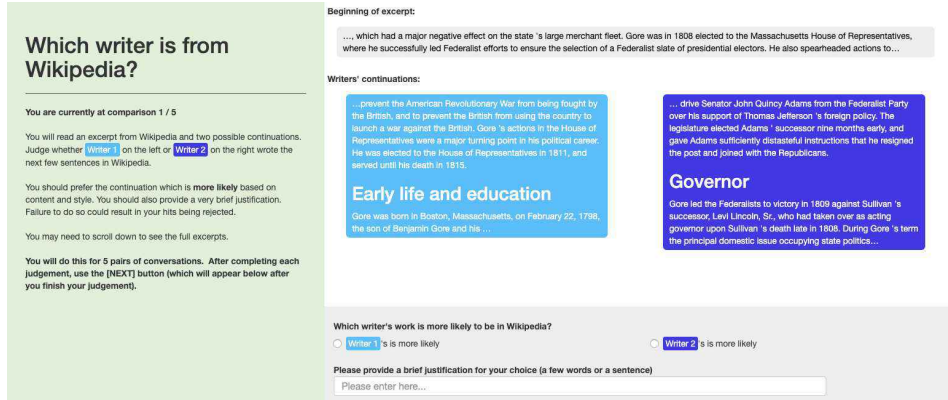 Which writer is from
Wikipedia?
You are currently at comparison 1 / 5
You will read an excerpt from Wikipedia and two possible continuations.
Judge whether Writer 1 on the left or Writer 2 on the right wrote the
next few sentences in Wikipedia.
You should prefer the continuation which is more likely based on
content and style. You should also provide a very brief justification.
Failure to do so could result in your hits being rejected.
You may need to scroll down to see the full excerpts.
You will do this for 5 pairs of conversations. After completing each
judgement, use the [NEXT] button (which will appear below after
you finish your judgement).
Beginning of excerpt:
…, which had a major negative effect on the state 's large merchant fleet. Gore was in 1808 elected to the Massachusetts House of Representatives,
where he successfully led Federalist efforts to ensure the selection of a Federalist slate of presidential electors. He also spearheaded actions to…
Writers' continuations:
…prevent the American Revolutionary War from being fought by
the British, and to prevent the British from using the country to
launch a war against the British. Gore 's actions in the House of
Representatives were a major turning point in his political career.
He was elected to the House of Representatives in 1811, and
served until his death in 1815.
Early life and education
Gore was born in Boston, Massachusetts, on February 22, 1798,
the son of Benjamin Gore and his …
… drive Senator John Quincy Adams from the Federalist Party
over his support of Thomas Jefferson 's foreign policy. The
legislature elected Adams ' successor nine months early, and
gave Adams sufficiently distasteful instructions that he resigned
the post and joined with the Republicans.
Governor
Gore led the Federalists to victory in 1809 against Sullivan 's
successor, Levi Lincoln, Sr., who had taken over as acting
governor upon Sullivan 's death late in 1808. During Gore 's term
the principal domestic issue occupying state politics…
Which writer's work is more likely to be in Wikipedia?
Writer 1 's is more likely
Writer 2 's is more likely
Please provide a brief justification for your choice (a few words or a sentence)
Please enter here...